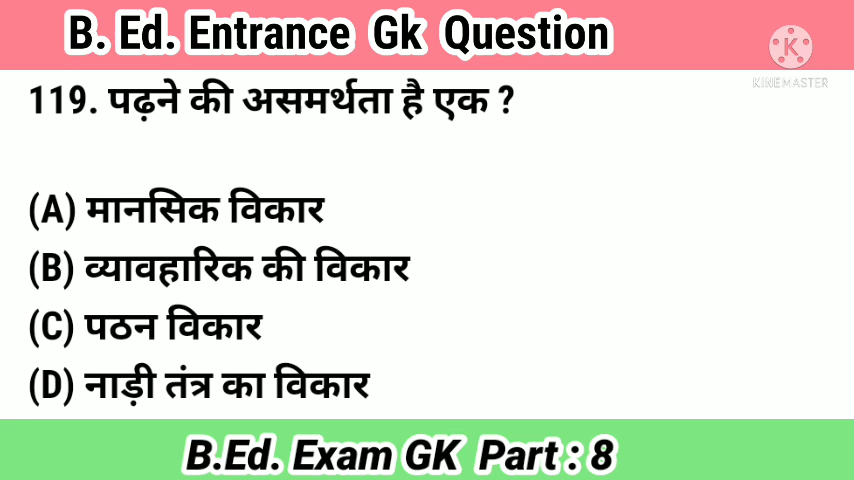 B. Ed. Entrance Gk Question
K
KINEMASTER
119. पढ़ने की असमर्थता है एक ?
(A) मानसिक विकार
(B) व्यावहारिक की विकार
(C) पठन विकार
(D) नाड़ी तंत्र का विकार
B.Ed. Exam GK Part : 8